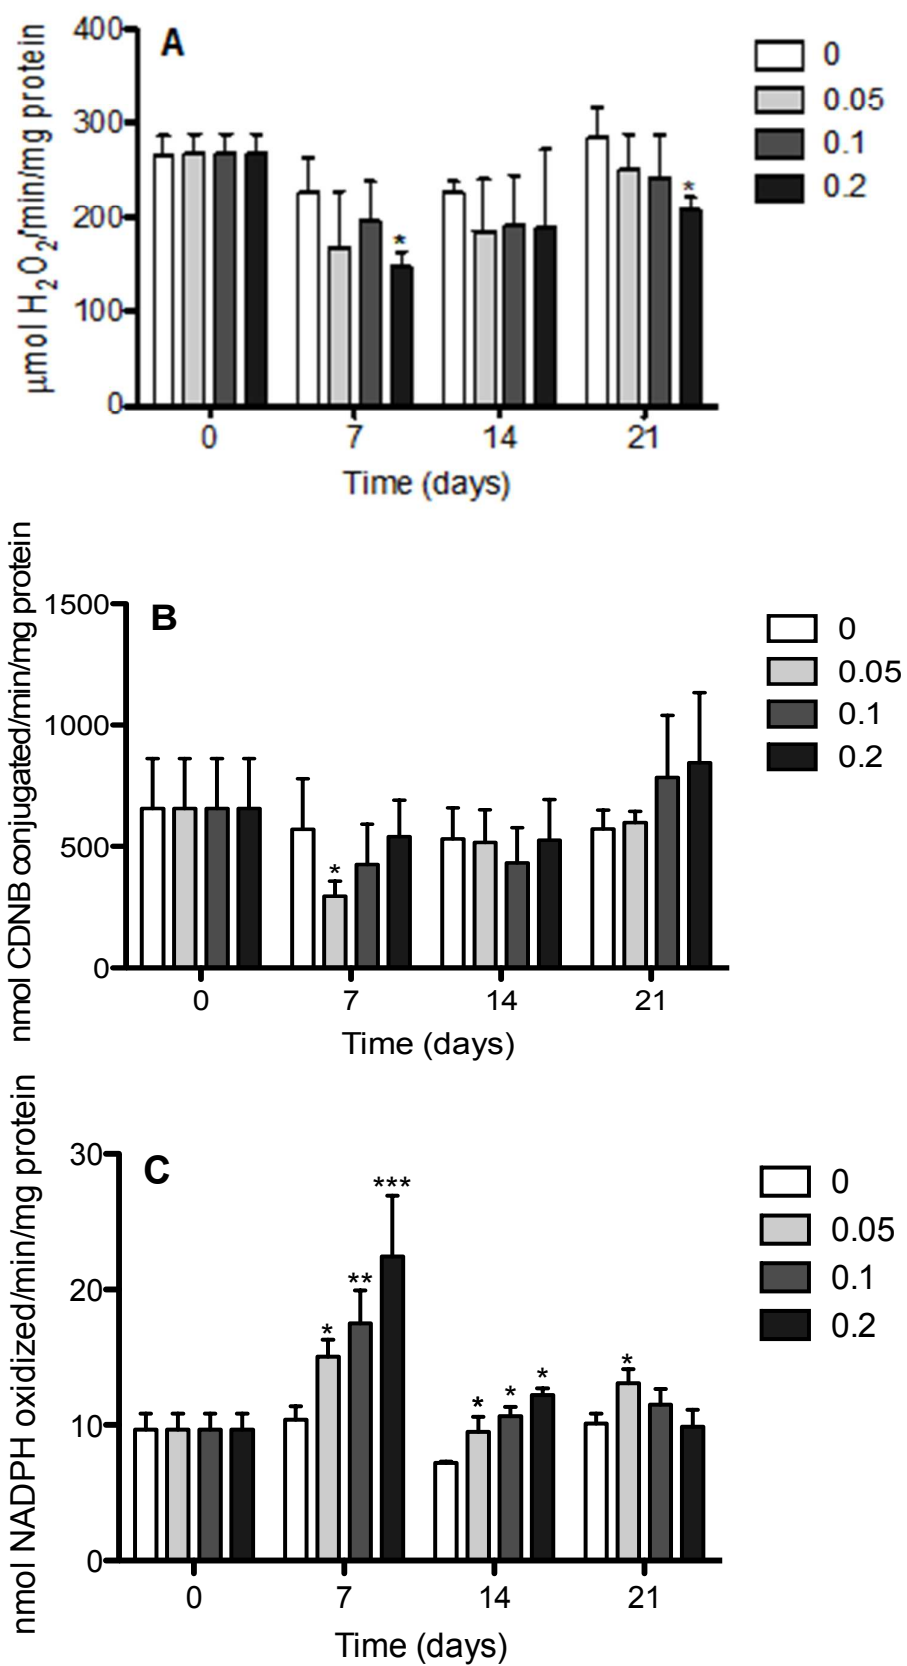 A
μmol H2O2/min/mg protein
400
300
200
100
0
*
*
0 7 14 21
Time (days)
0
0.05
0.1
0.2
B
nmol CDNB conjugated/min/mg protein
1500
1000
500
0
*
0 7 14 21
Time (days)
0
0.05
0.1
0.2
C
nmol NADPH oxidized/min/mg protein
30
20
10
0
* ** ***
* * *
*
0 7 14 21
Time (days)
0
0.05
0.1
0.2